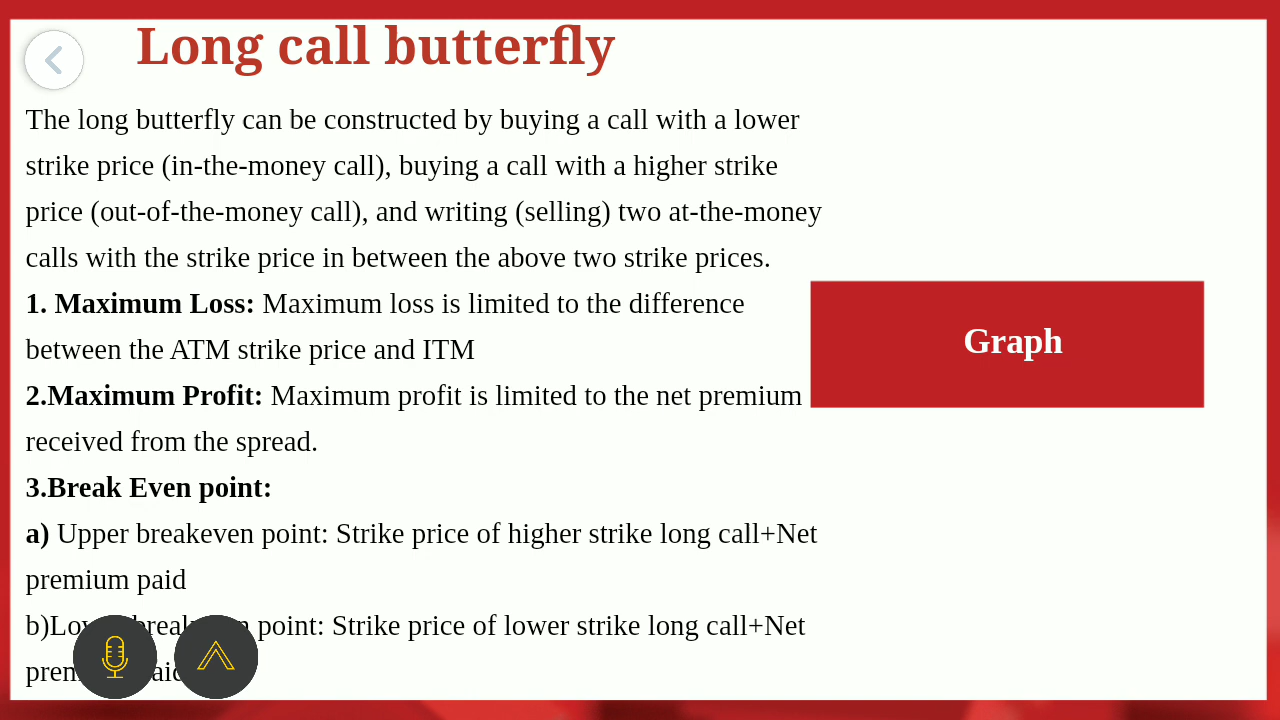 Long call butterfly
The long butterfly can be constructed by buying a call with a lower
strike price (in-the-money call), buying a call with a higher strike
price (out-of-the-money call), and writing (selling) two at-the-money
calls with the strike price in between the above two strike prices.
1. Maximum Loss: Maximum loss is limited to the difference
between the ATM strike price and ITM
Graph
2.Maximum Profit: Maximum profit is limited to the net premium
received from the spread.
3.Break Even point:
a) Upper breakeven point: Strike price of higher strike long call+Net
premium paid
point: Strike price of lower strike long call+Net